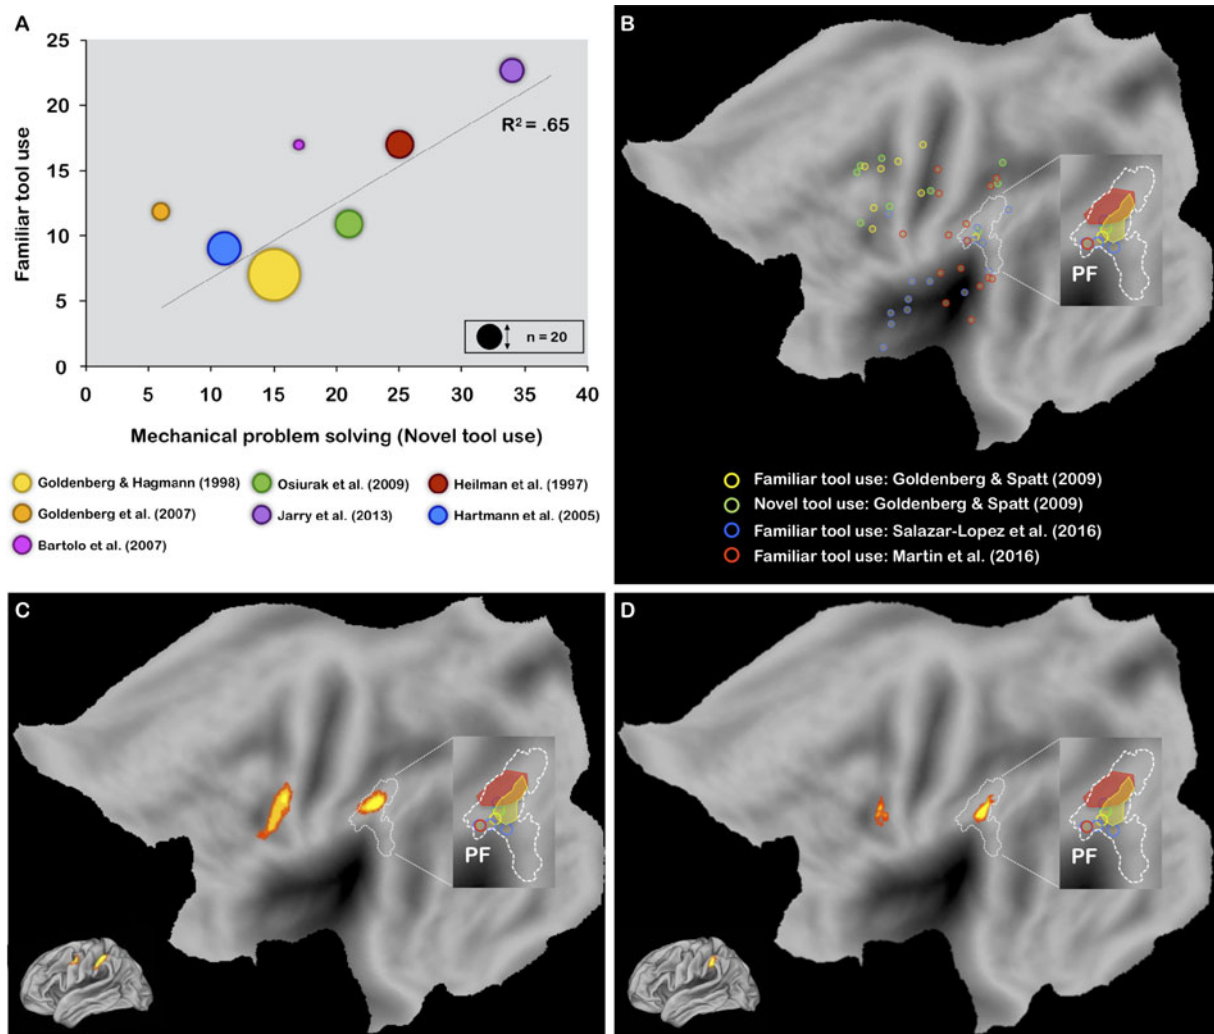 A
25
20
15
10
5
0
Familiar tool use
R² = .65
n = 20
0 5 10 15 20 25 30 35 40
Mechanical problem solving (Novel tool use)
Goldenberg & Hagmann (1998)
Osiurak et al. (2009)
Heilman et al. (1997)
Goldenberg et al. (2007)
Jarry et al. (2013)
Hartmann et al. (2005)
Bartolo et al. (2007)
B
PF
Familiar tool use: Goldenberg & Spatt (2009)
Novel tool use: Goldenberg & Spatt (2009)
Familiar tool use: Salazar-Lopez et al. (2016)
Familiar tool use: Martin et al. (2016)
C
PF
D
PF